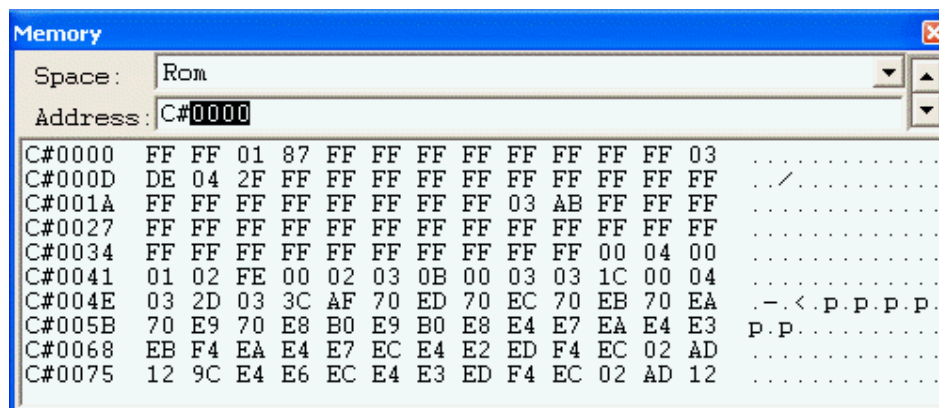 Memory
Space: Rom
Address: C#0000
C#0000 FF FF 01 87 FF FF FF FF FF FF FF FF 03 .............
C#000D DE 04 2F FF FF FF FF FF FF FF FF FF FF ../..........
C#001A FF FF FF FF FF FF FF FF 03 AB FF FF FF .............
C#0027 FF FF FF FF FF FF FF FF FF FF FF FF FF .............
C#0034 FF FF FF FF FF FF FF FF FF FF 00 04 00 .............
C#0041 01 02 FE 00 02 03 0B 00 03 03 1C 00 04 .............
C#004E 03 2D 03 3C AF 70 ED 70 EC 70 EB 70 EA .-.<.p.p.p.p.
C#005B 70 E9 70 E8 B0 E9 B0 E8 E4 E7 EA E4 E3 p.p..........
C#0068 EB F4 EA E4 E7 EC E4 E2 ED F4 EC 02 AD .............
C#0075 12 9C E4 E6 EC E4 E3 ED F4 EC 02 AD 12 .............